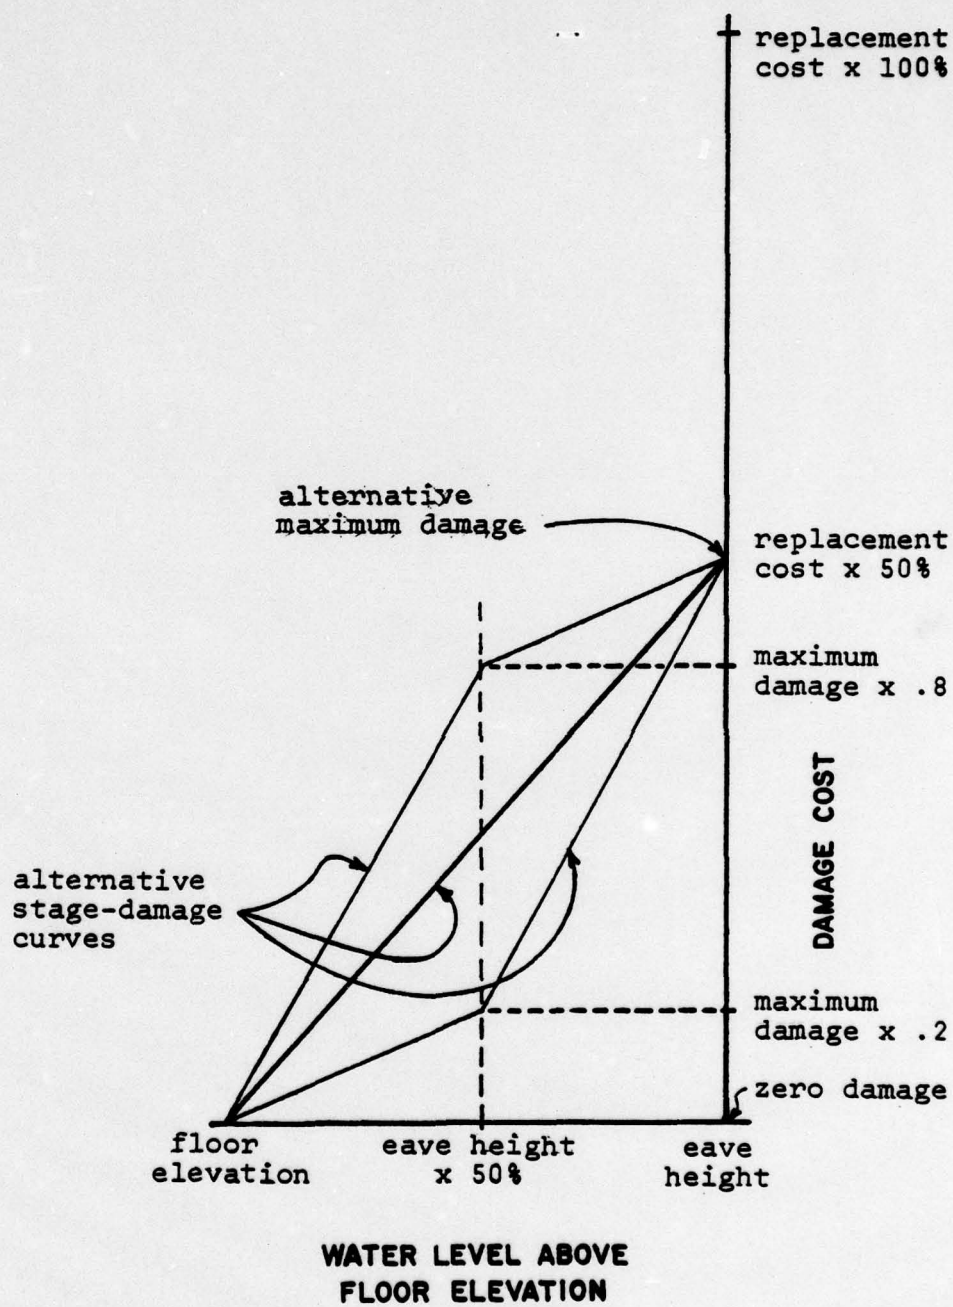 replacement
cost x 100%
alternative
maximum damage
replacement
cost x 50%
maximum
damage x .8
DAMAGE COST
alternative
stage-damage
curves
maximum
damage x .2
zero damage
floor
elevation
eave height
x 50%
eave
height
WATER LEVEL ABOVE
FLOOR ELEVATION